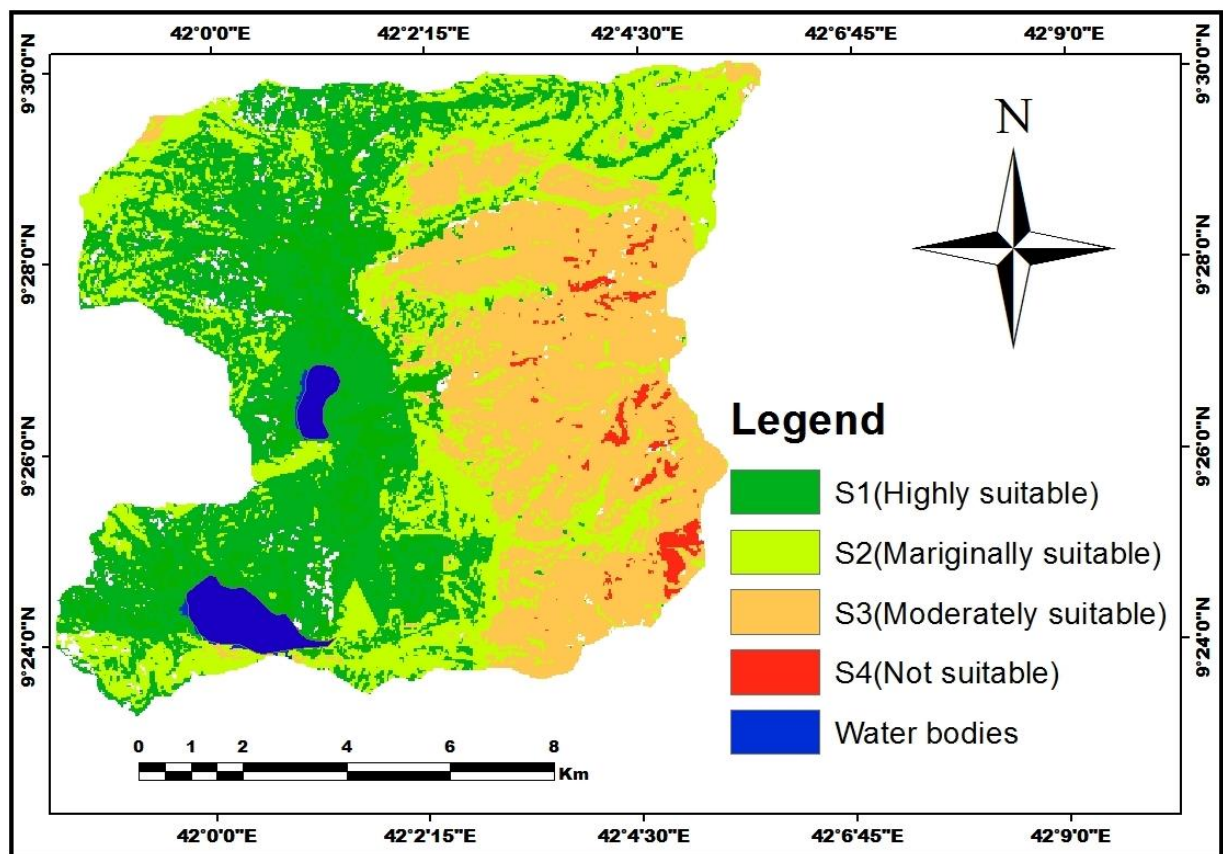 42°0'0"E 42°2'15"E 42°4'30"E 42°6'45"E 42°9'0"E
9°30'0"N 9°30'0"N
N
9°28'0"N 9°28'0"N
Legend
9°26'0"N 9°26'0"N
S1(Highly suitable)
S2(Mariginally suitable)
S3(Moderately suitable)
9°24'0"N 9°24'0"N
S4(Not suitable)
Water bodies
0 1 2 4 6 8
Km
42°0'0"E 42°2'15"E 42°4'30"E 42°6'45"E 42°9'0"E